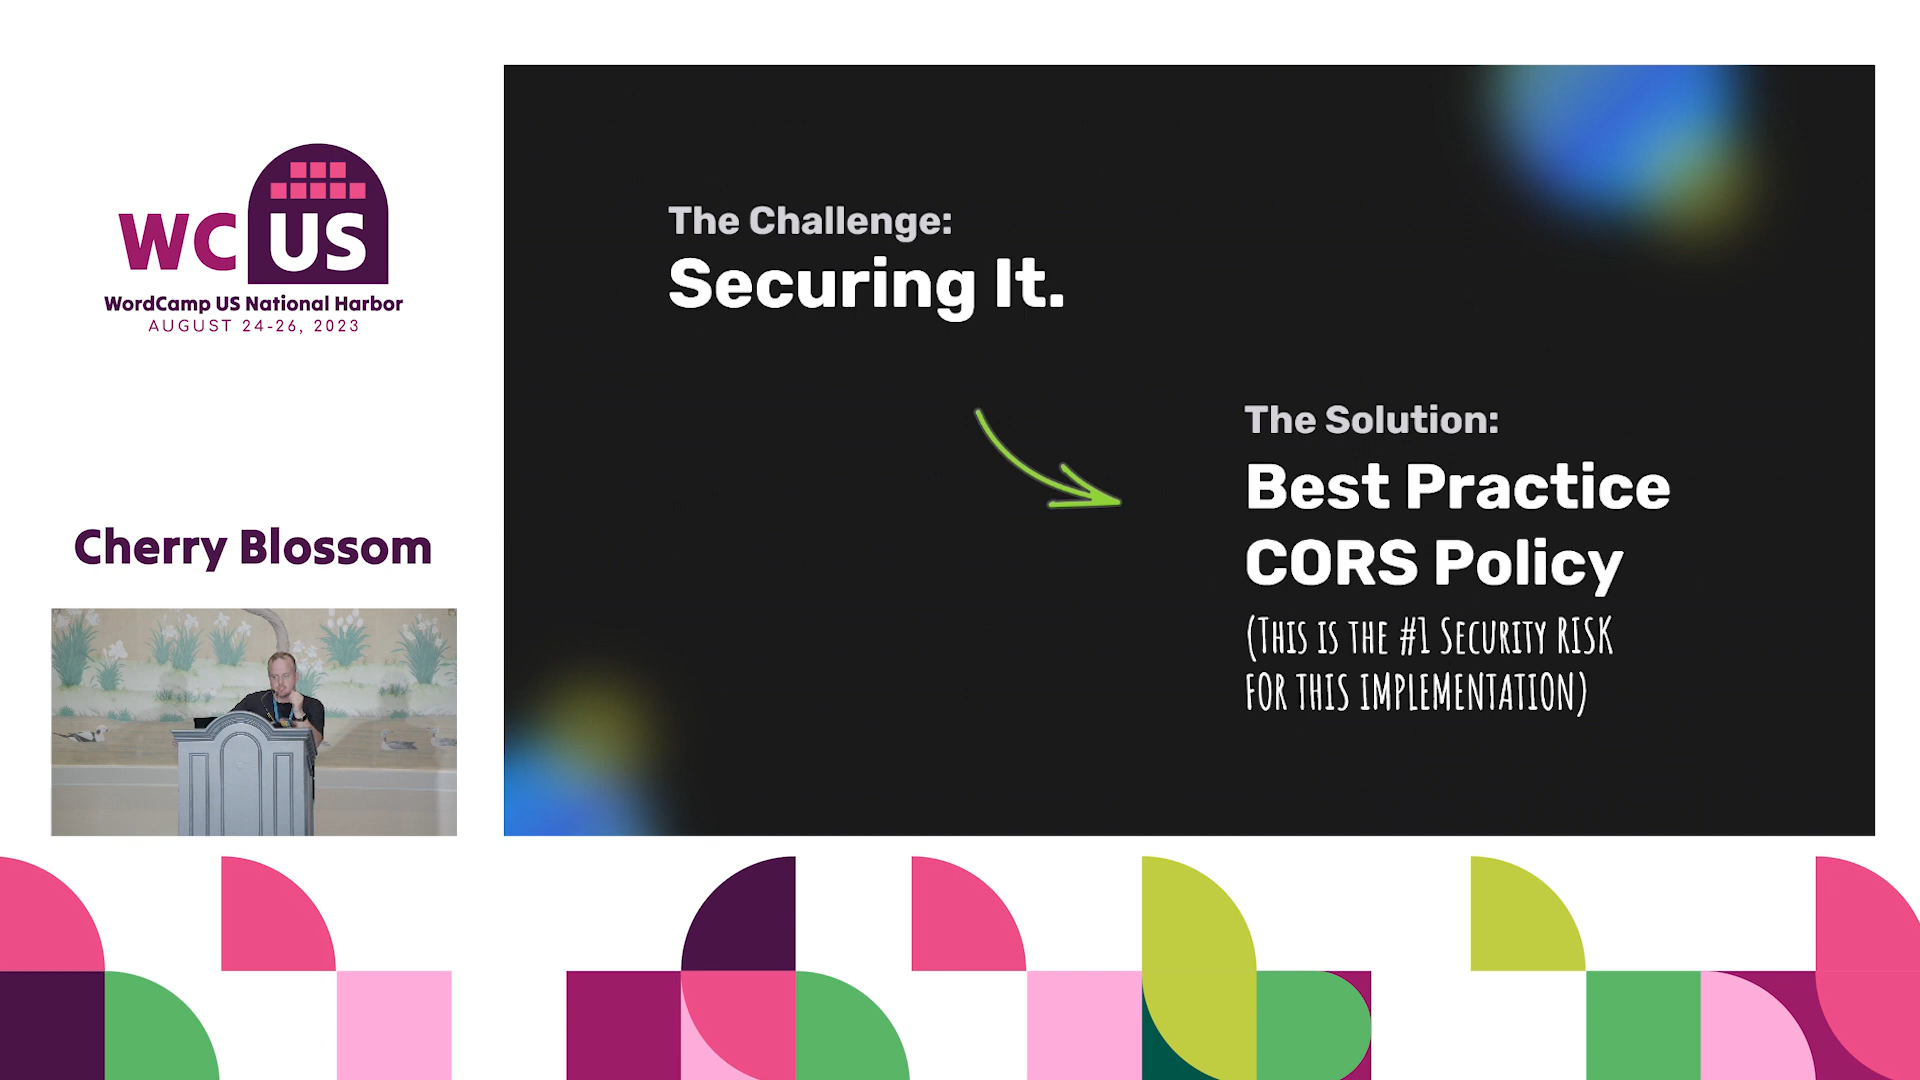 WC US
WordCamp US National Harbor
AUGUST 24-26, 2023
Cherry Blossom
The Challenge:
Securing It.
The Solution:
Best Practice
CORS Policy
(This is the #1 Security RISK
for this implementation)